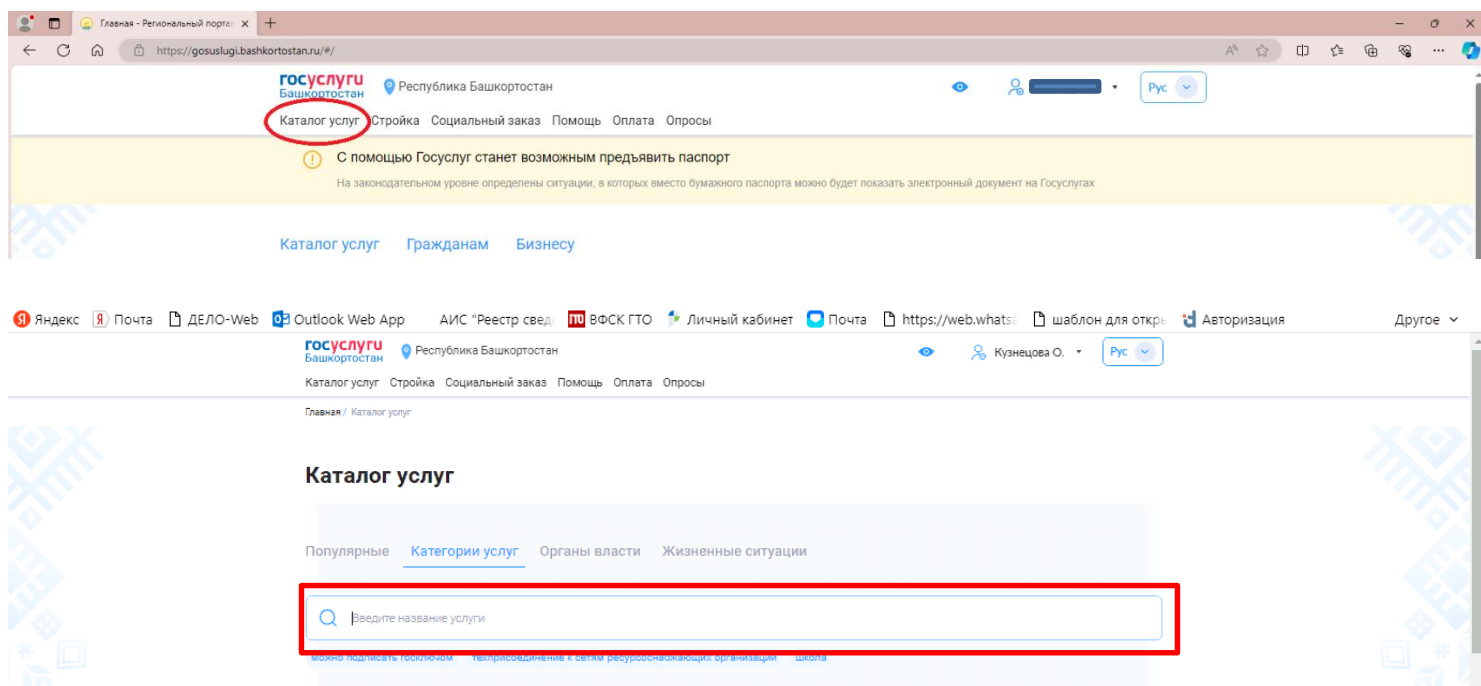 Главная - Региональный портал
https://gosuslugi.bashkortostan.ru/#/
госуслуги
Башкортостан
Республика Башкортостан
Рус
Каталог услуг Стройка Социальный заказ Помощь Оплата Опросы
С помощью Госуслуг станет возможным предъявить паспорт
На законодательном уровне определены ситуации, в которых вместо бумажного паспорта можно будет показать электронный документ на Госуслугах
Каталог услуг Гражданам Бизнесу
Яндекс Почта ДЕЛО-Web Outlook Web App АИС "Реестр свед ВФСК ГТО Личный кабинет Почта https://web.whatsa шаблон для откры Авторизация Другое
госуслуги
Башкортостан
Республика Башкортостан
Кузнецова О.
Рус
Каталог услуг Стройка Социальный заказ Помощь Оплата Опросы
Главная / Каталог услуг
Каталог услуг
Популярные Категории услуг Органы власти Жизненные ситуации
Введите название услуги
можно подписать госключом техприсоединение к сетям ресурсоснабжающих организаций школа